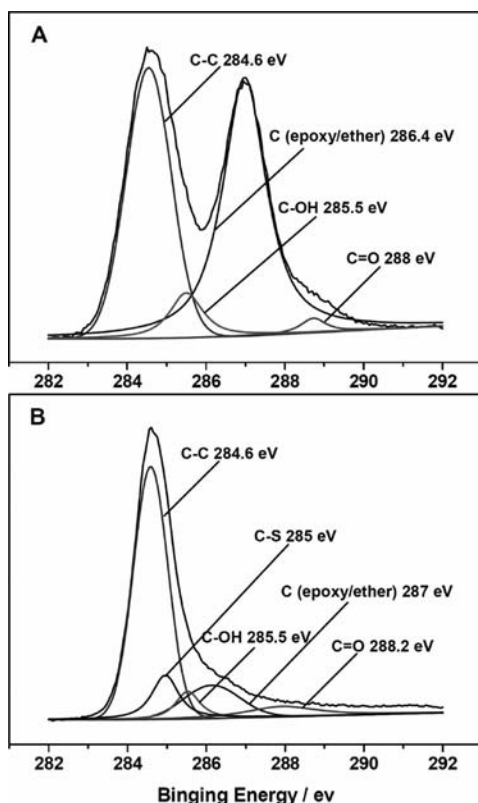 A
C-C 284.6 eV
C (epoxy/ether) 286.4 eV
C-OH 285.5 eV
C=O 288 eV
282 284 286 288 290 292
B
C-C 284.6 eV
C-S 285 eV
C (epoxy/ether) 287 eV
C-OH 285.5 eV
C=O 288.2 eV
282 284 286 288 290 292
Binging Energy / ev